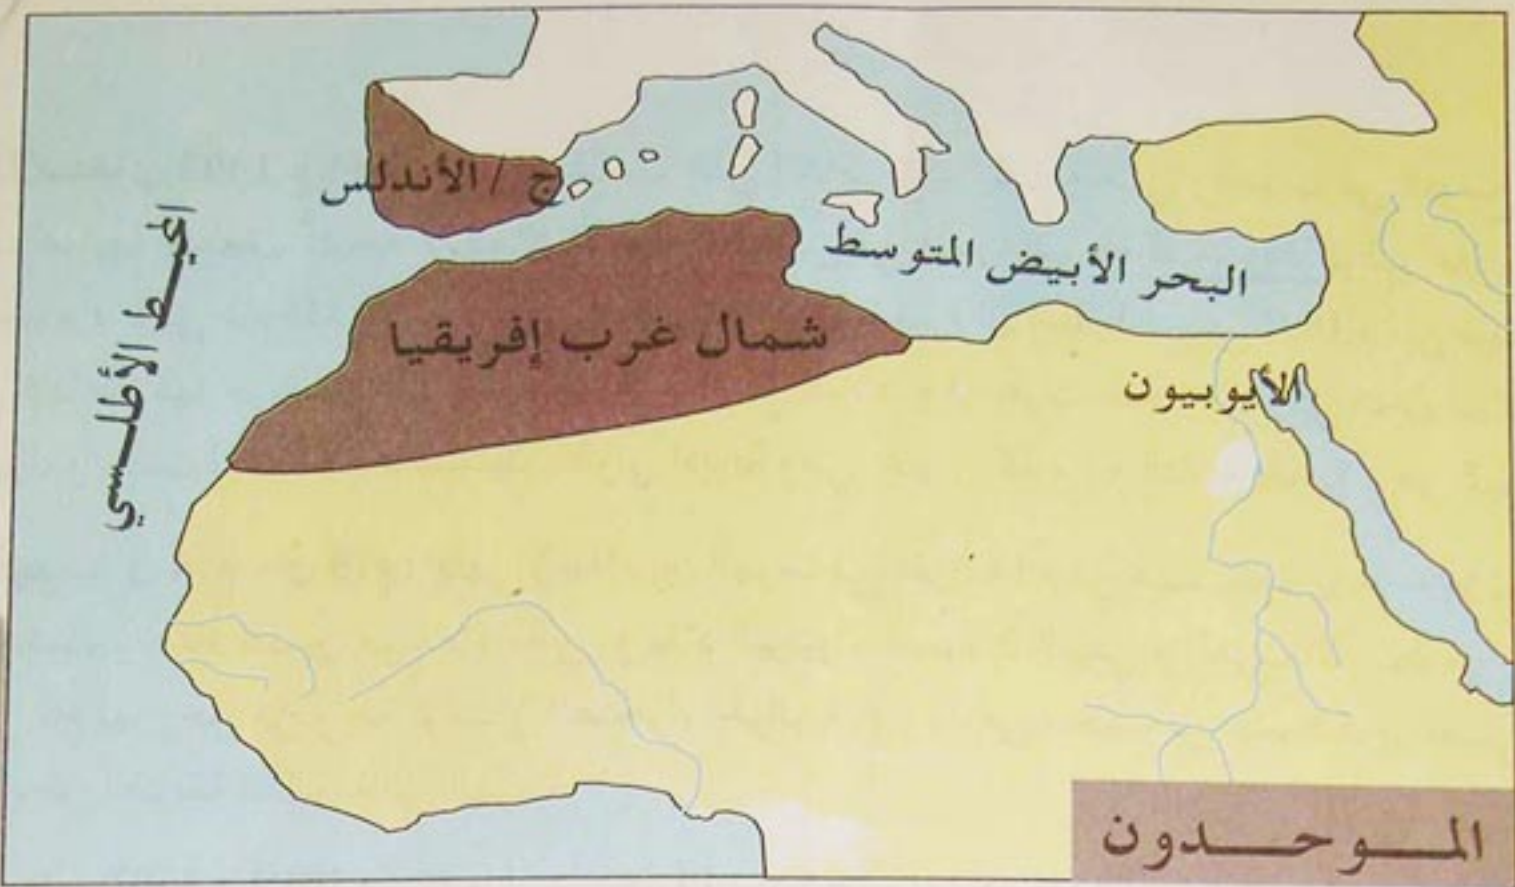 ج / الأندلس
المحيط الأطلسي
البحر الأبيض المتوسط
شمال غرب إفريقيا
الأيوبيون
الموحدون